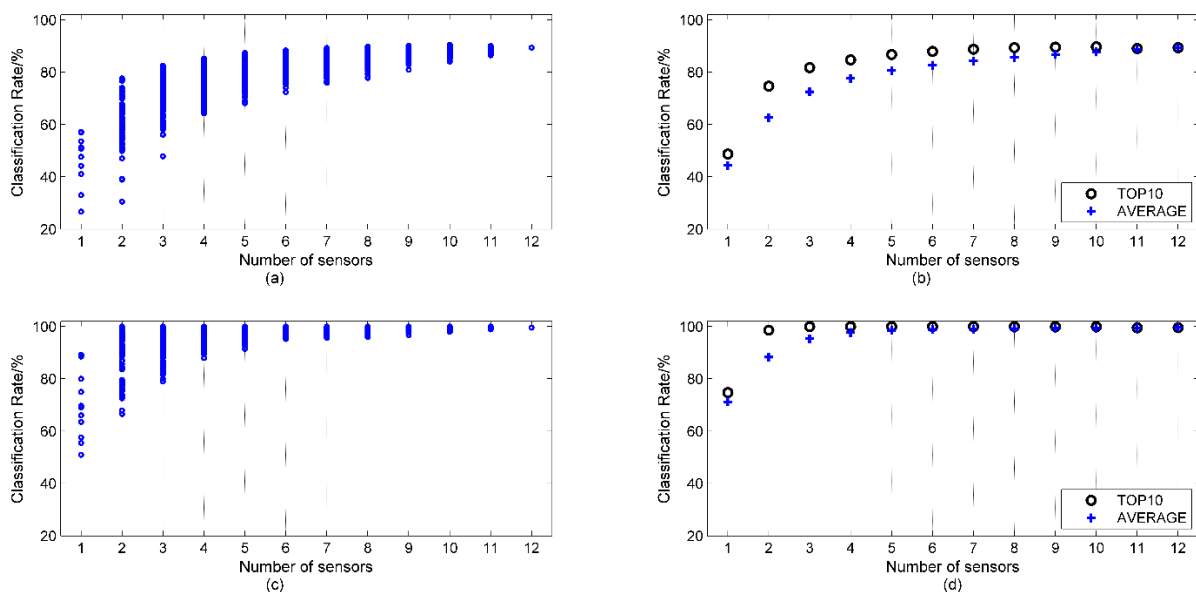 Classification Rate/%
100
80
60
40
20
1 2 3 4 5 6 7 8 9 10 11 12
Number of sensors
(a)
Classification Rate/%
100
80
60
40
20
TOP10
AVERAGE
1 2 3 4 5 6 7 8 9 10 11 12
Number of sensors
(b)
Classification Rate/%
100
80
60
40
20
1 2 3 4 5 6 7 8 9 10 11 12
Number of sensors
(c)
Classification Rate/%
100
80
60
40
20
TOP10
AVERAGE
1 2 3 4 5 6 7 8 9 10 11 12
Number of sensors
(d)